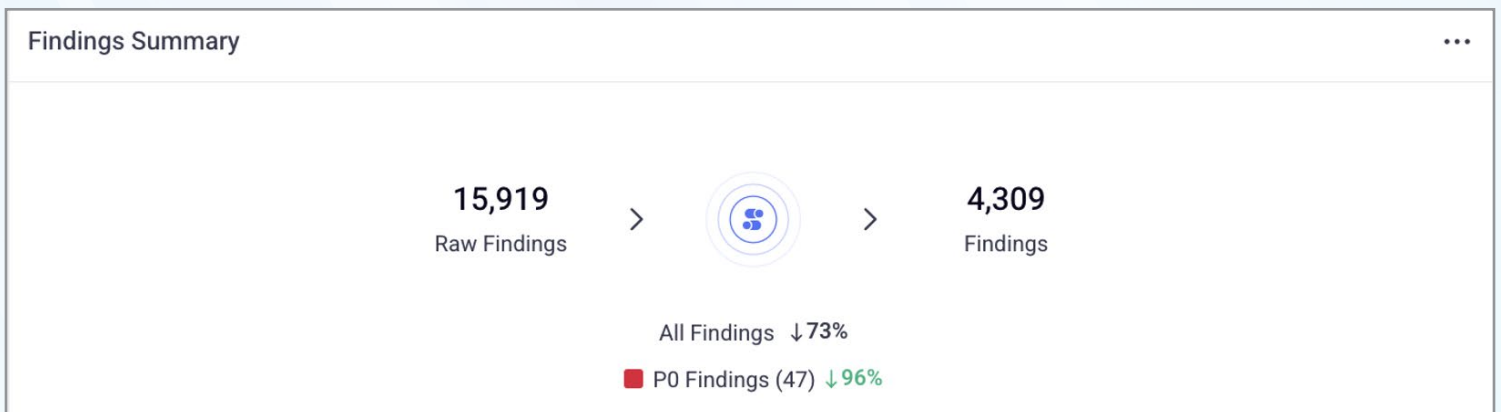 Findings Summary
15,919
Raw Findings
4,309
Findings
All Findings ↓73%
P0 Findings (47) ↓96%